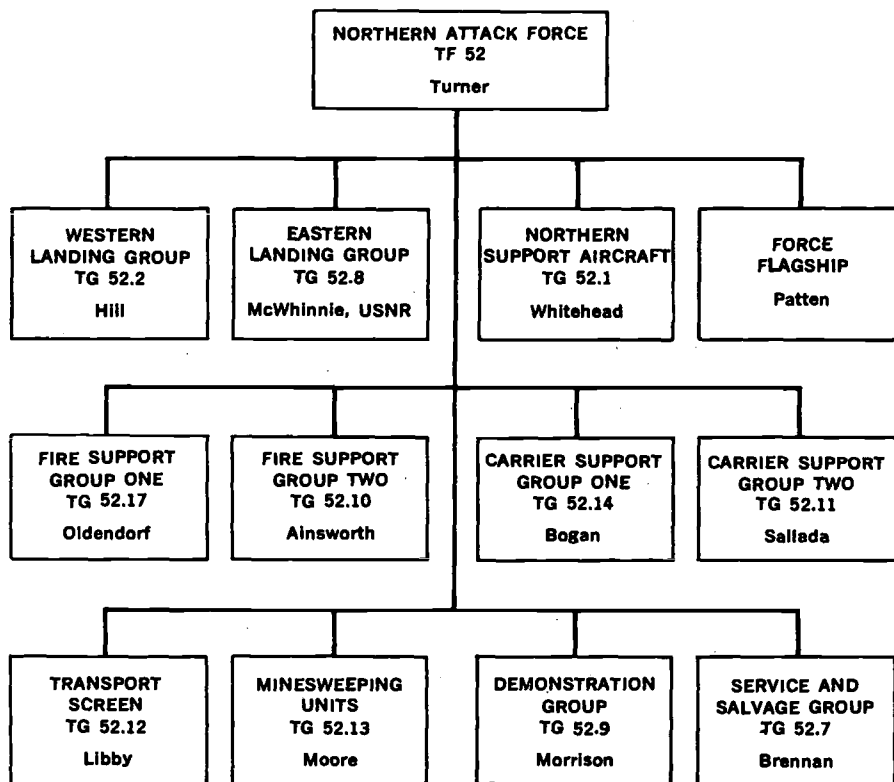 NORTHERN ATTACK FORCE
TF 52
Turner
WESTERN
LANDING GROUP
TG 52.2
Hill
EASTERN
LANDING GROUP
TG 52.8
McWhinnie, USNR
NORTHERN
SUPPORT AIRCRAFT
TG 52.1
Whitehead
FORCE
FLAGSHIP
Patten
FIRE SUPPORT
GROUP ONE
TG 52.17
Oldendorf
FIRE SUPPORT
GROUP TWO
TG 52.10
Ainsworth
CARRIER SUPPORT
GROUP ONE
TG 52.14
Bogan
CARRIER SUPPORT
GROUP TWO
TG 52.11
Sallada
TRANSPORT
SCREEN
TG 52.12
Libby
MINESWEEPING
UNITS
TG 52.13
Moore
DEMONSTRATION
GROUP
TG 52.9
Morrison
SERVICE AND
SALVAGE GROUP
TG 52.7
Brennan